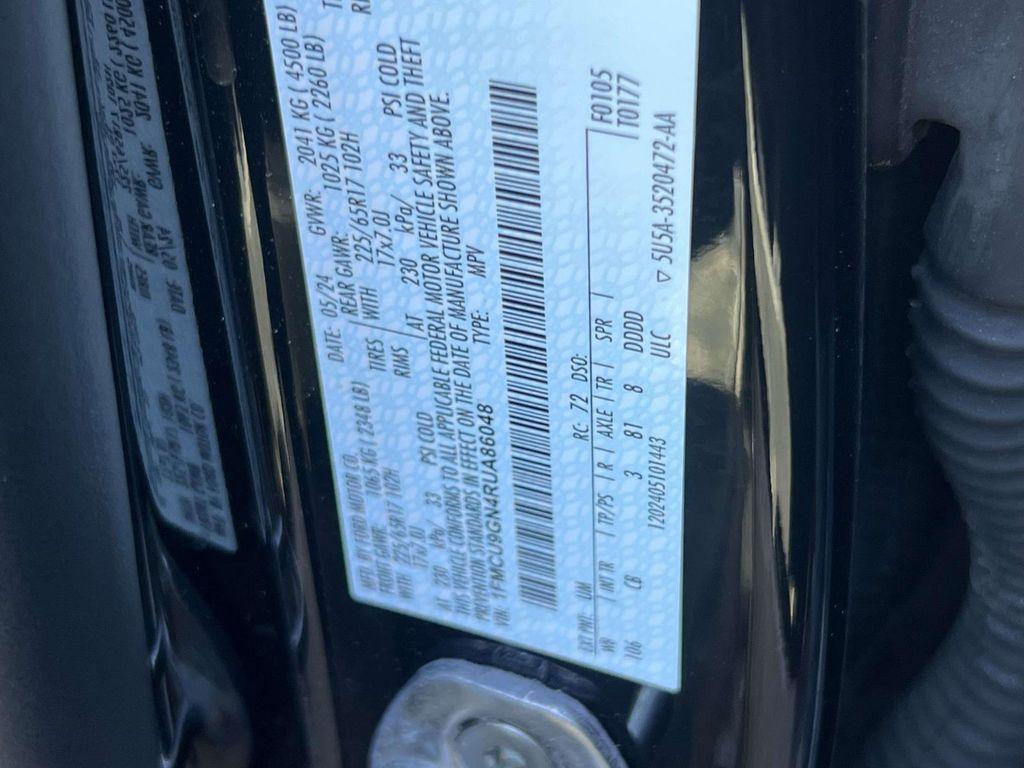 MFD. BY FORD MOTOR CO.
DATE: 05/24 GVWR: 2041 KG ( 4500 LB)
FRONT GAWR: 1065 KG ( 2348 LB) REAR GAWR: 1025 KG ( 2260 LB)
WITH 225/65R17 102H TIRES WITH 225/65R17 102H
17x7.0J RIMS 17x7.0J
AT 230 kPa/ 33 PSI COLD AT 230 kPa/ 33 PSI COLD
THIS VEHICLE CONFORMS TO ALL APPLICABLE FEDERAL MOTOR VEHICLE SAFETY AND THEFT
PREVENTION STANDARDS IN EFFECT ON THE DATE OF MANUFACTURE SHOWN ABOVE.
VIN: 1FMCU9GN4RUA86048 TYPE: MPV
F0105
T0177
EXT PNT: UM RC: 72 DSO:
WB INT TR TP/PS R AXLE TR SPR
106 CB 3 81 8 DDDD
1202405101443 ULC
5U5A-3520472-AA